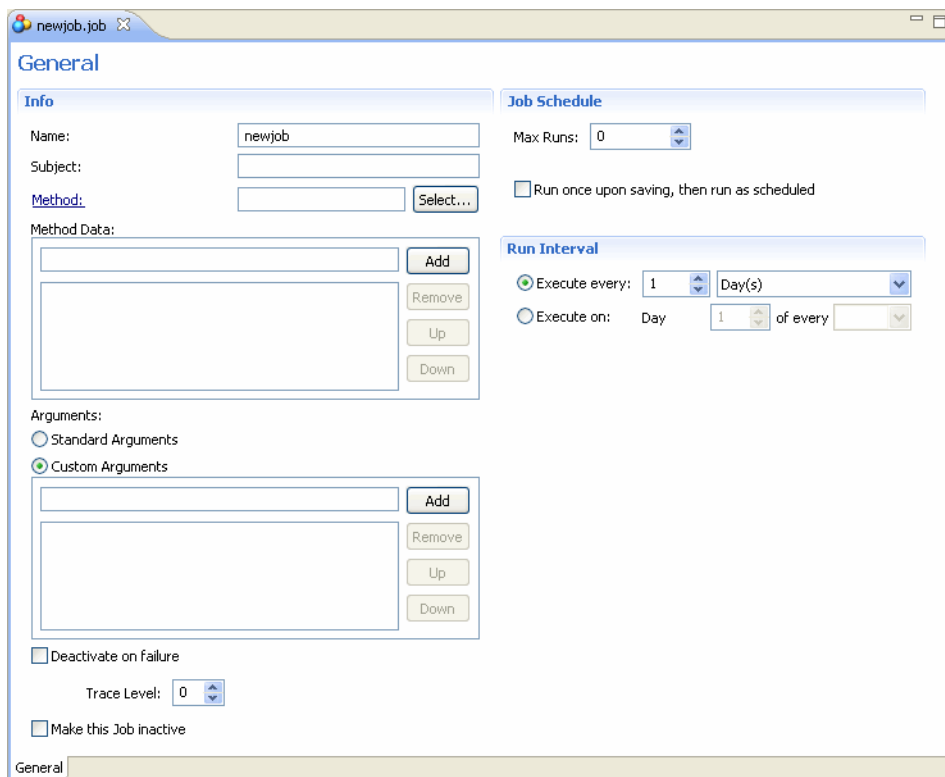 newjob.job
General
Info
Name: newjob
Subject:
Method: Select...
Method Data:
Add
Remove
Up
Down
Arguments:
Standard Arguments
Custom Arguments
Add
Remove
Up
Down
Deactivate on failure
Trace Level: 0
Make this Job inactive
Job Schedule
Max Runs: 0
Run once upon saving, then run as scheduled
Run Interval
Execute every: 1 Day(s)
Execute on: Day 1 of every
General